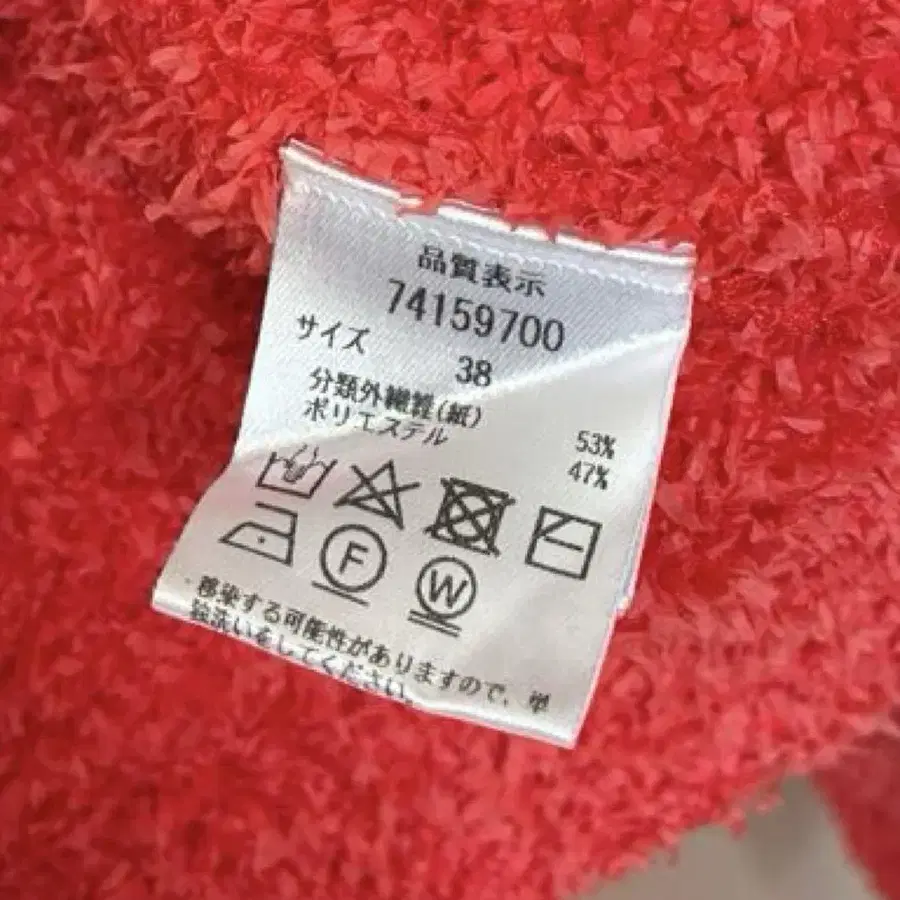 品質表示
74159700
サイズ 38
分類外繊維(紙) 53%
ポリエステル 47%
F W
移染する可能性がありますので、単
独洗いをしてください。